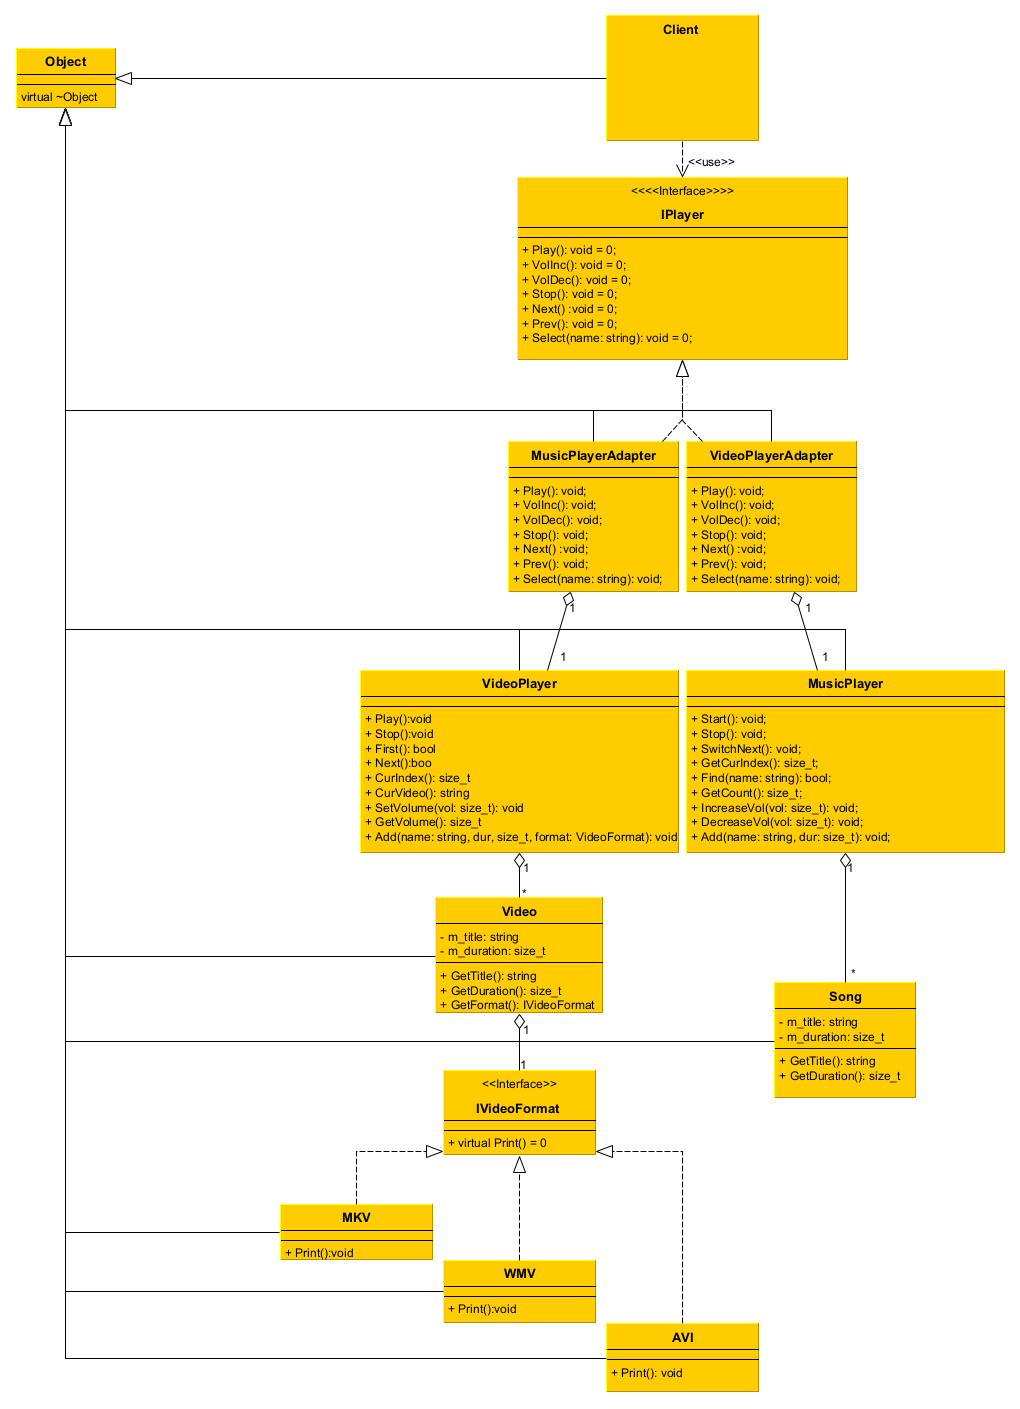 Client
Object
virtual ~Object
<<use>>
<<<<Interface>>>>
IPlayer
+ Play(): void = 0;
+ VolInc(): void = 0;
+ VolDec(): void = 0;
+ Stop(): void = 0;
+ Next() :void = 0;
+ Prev(): void = 0;
+ Select(name: string): void = 0;
MusicPlayerAdapter
+ Play(): void;
+ VolInc(): void;
+ VolDec(): void;
+ Stop(): void;
+ Next() :void;
+ Prev(): void;
+ Select(name: string): void;
VideoPlayerAdapter
+ Play(): void;
+ VolInc(): void;
+ VolDec(): void;
+ Stop(): void;
+ Next() :void;
+ Prev(): void;
+ Select(name: string): void;
1
1
1
1
VideoPlayer
+ Play():void
+ Stop():void
+ First(): bool
+ Next():boo
+ CurIndex(): size_t
+ CurVideo(): string
+ SetVolume(vol: size_t): void
+ GetVolume(): size_t
+ Add(name: string, dur, size_t, format: VideoFormat): void
MusicPlayer
+ Start(): void;
+ Stop(): void;
+ SwitchNext(): void;
+ GetCurIndex(): size_t;
+ Find(name: string): bool;
+ GetCount(): size_t;
+ IncreaseVol(vol: size_t): void;
+ DecreaseVol(vol: size_t): void;
+ Add(name: string, dur: size_t): void;
1
*
1
*
Video
- m_title: string
- m_duration: size_t
+ GetTitle(): string
+ GetDuration(): size_t
+ GetFormat(): IVideoFormat
Song
- m_title: string
- m_duration: size_t
+ GetTitle(): string
+ GetDuration(): size_t
1
1
<<Interface>>
IVideoFormat
+ virtual Print() = 0
MKV
+ Print():void
WMV
+ Print():void
AVI
+ Print(): void